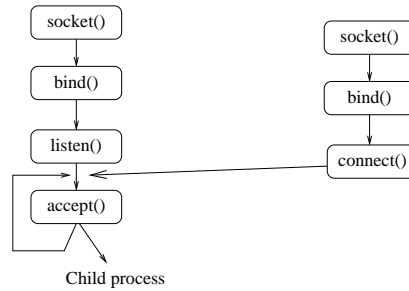 socket()
bind()
listen()
accept()
Child process
socket()
bind()
connect()